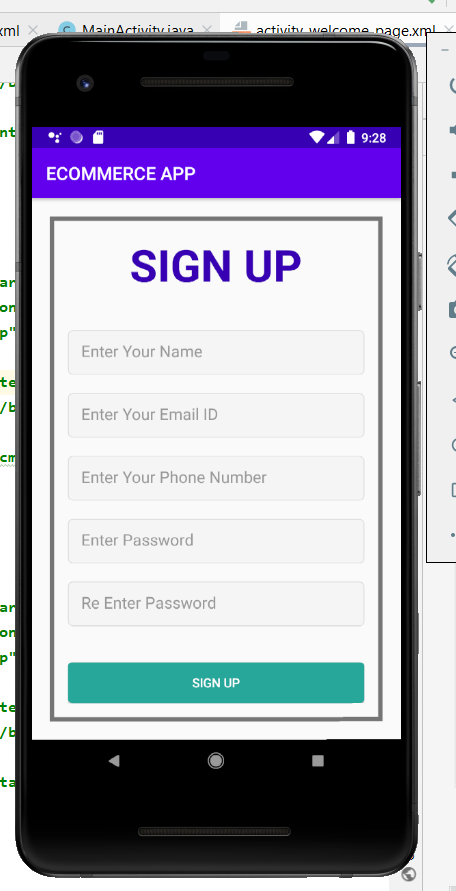 xml
MainActivity.java
activity_welcome_page.xml
9:28
ECOMMERCE APP
SIGN UP
Enter Your Name
Enter Your Email ID
Enter Your Phone Number
Enter Password
Re Enter Password
SIGN UP